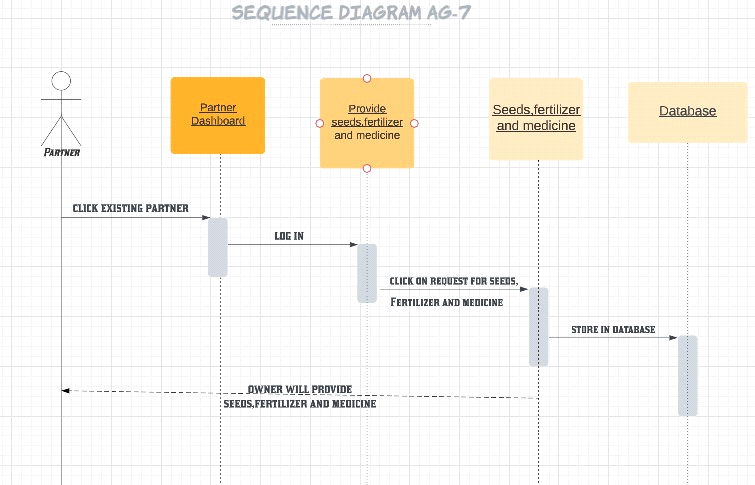 SEQUENCE DIAGRAM AG-7
Partner
Dashboard
Provide
seeds,fertilizer
and medicine
Seeds,fertilizer
and medicine
Database
PARTNER
CLICK EXISTING PARTNER
LOG IN
CLICK ON REQUEST FOR SEEDS,
FERTILIZER AND MEDICINE
STORE IN DATABASE
OWNER WILL PROVIDE
SEEDS,FERTILIZER AND MEDICINE